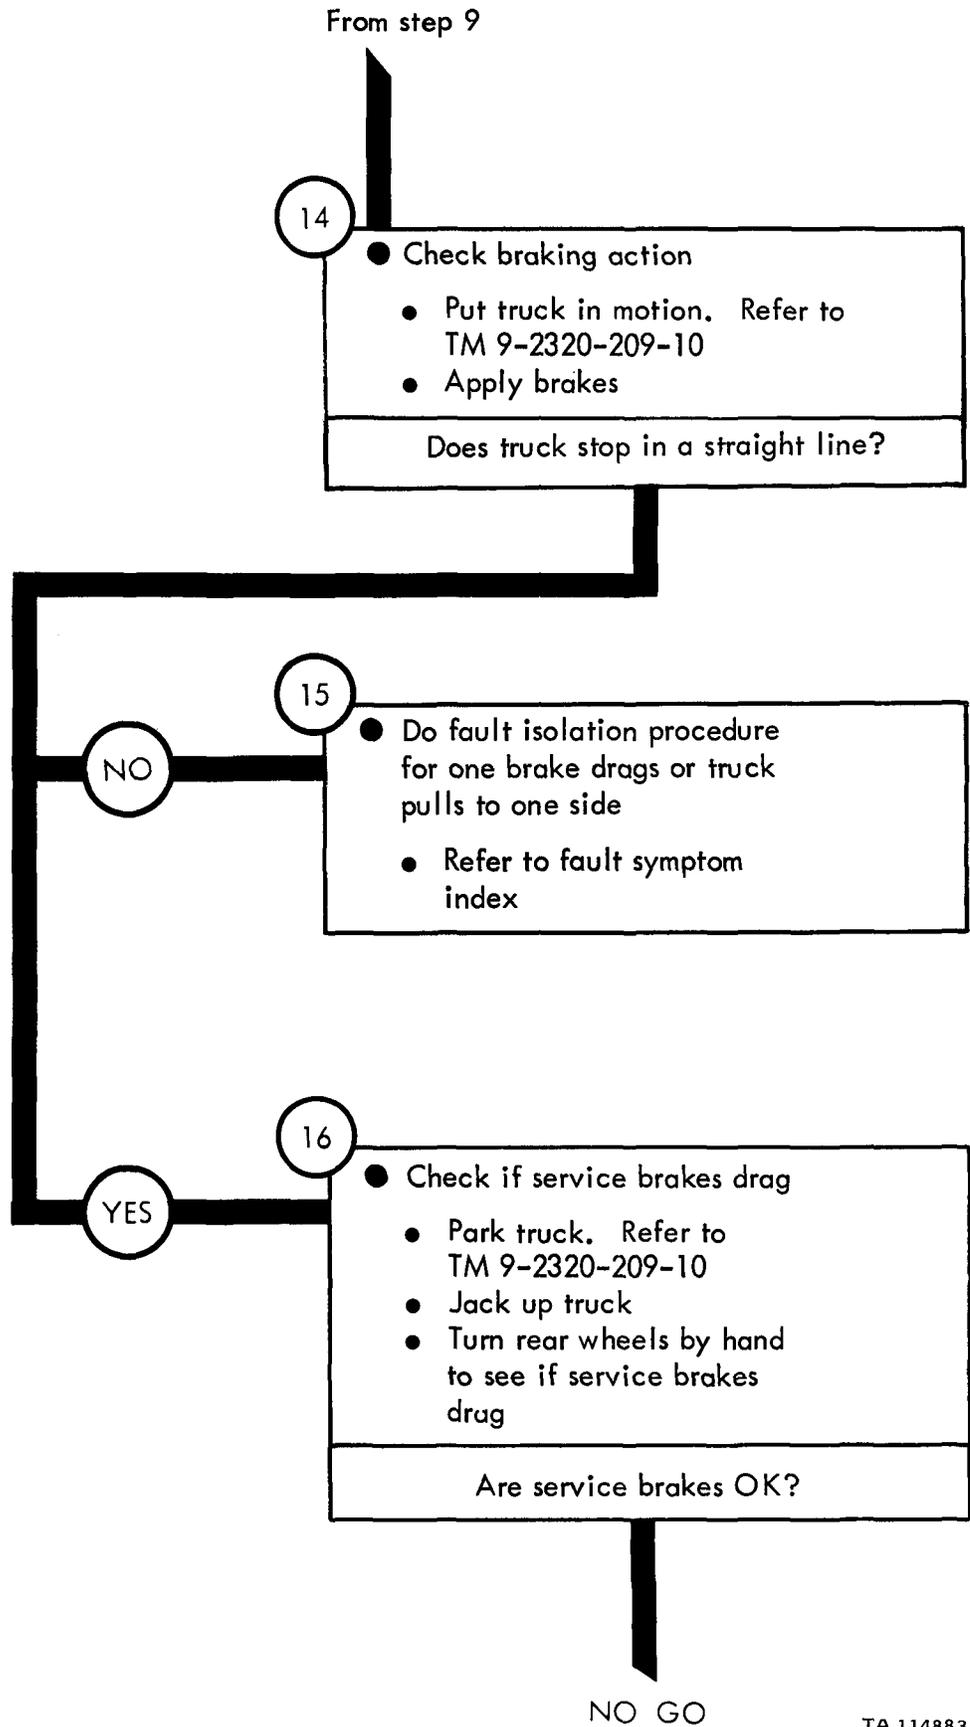 From step 9
14
● Check braking action
● Put truck in motion. Refer to
TM 9-2320-209-10
● Apply brakes
Does truck stop in a straight line?
15
● Do fault isolation procedure
for one brake drags or truck
pulls to one side
● Refer to fault symptom
index
NO
16
● Check if service brakes drag
● Park truck. Refer to
TM 9-2320-209-10
● Jack up truck
● Turn rear wheels by hand
to see if service brakes
drag
YES
Are service brakes OK?
NO GO
TA 114883